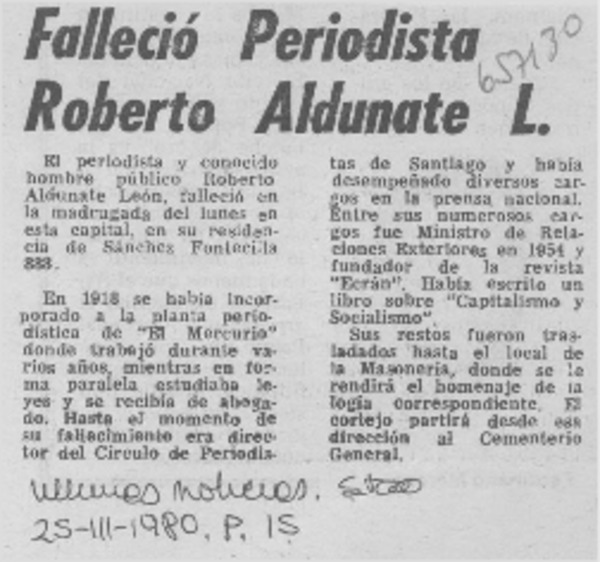 Falleció Periodista
Roberto Aldunate L.
657130
El periodista y conocido
hombre público Roberto
Aldunate León, falleció en
la madrugada del lunes en
esta capital, en su residen-
cia de Sánchez Fontecilla
888.
En 1918 se había incor-
porado a la planta perio-
dística de "El Mercurio"
donde trabajó durante va-
rios años, mientras en for-
ma paralela estudiaba le-
yes y se recibía de aboga-
do. Hasta el momento de
su fallecimiento era direc-
tor del Círculo de Periodis-
tas de Santiago y había
desempeñado diversos car-
gos en la prensa nacional.
Entre sus numerosos car-
gos fue Ministro de Rela-
ciones Exteriores en 1954 y
fundador de la revista
"Ecrán". Había escrito un
libro sobre "Capitalismo y
Socialismo".
Sus restos fueron tras-
ladados hasta el local de
la Masonería, donde se le
rendirá el homenaje de la
logia correspondiente. El
cortejo partirá desde esa
dirección al Cementerio
General.
Últimas Noticias. Stgo
25-III-1980, P. 15